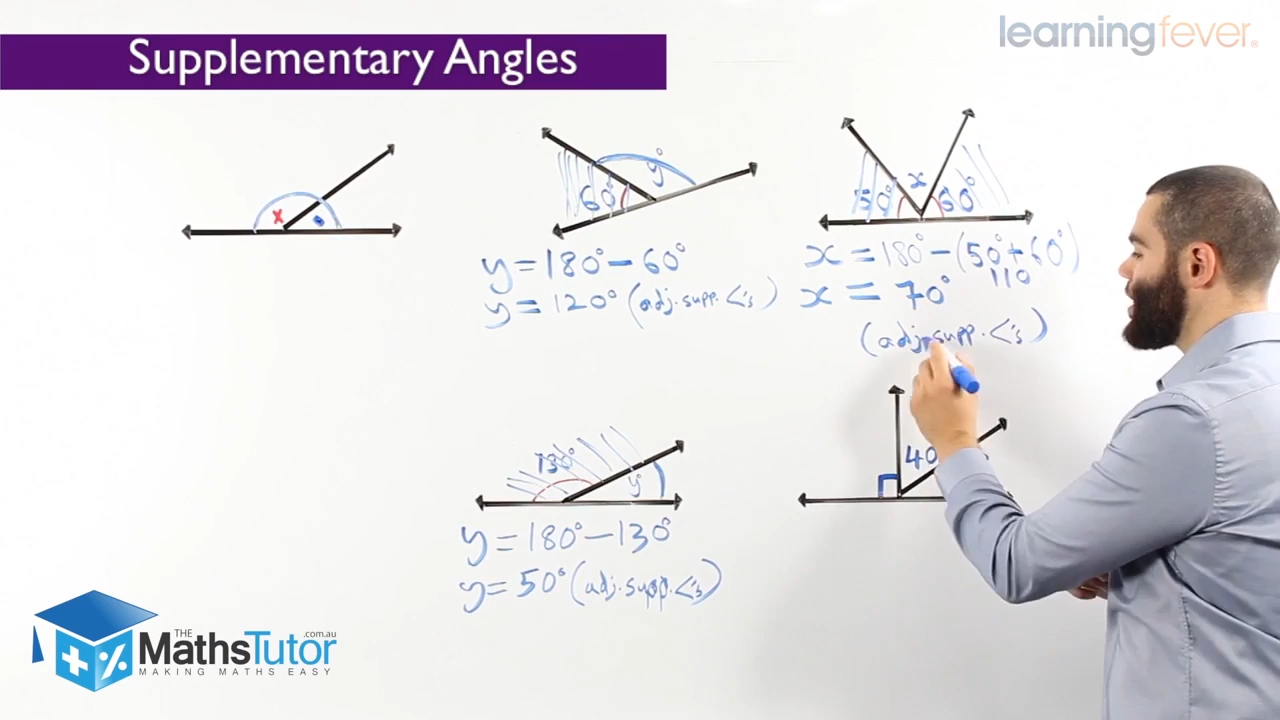 learningfever®
Supplementary Angles
x
60° y°
50° x 60°
y = 180° - 60°
y = 120° (adj. supp. <'s)
x = 180° - (50° + 60°)
110
x = 70°
(adj. supp. <'s)
130° y°
40
y = 180° - 130°
y = 50° (adj. supp. <'s)
THE MathsTutor .com.au
MAKING MATHS EASY